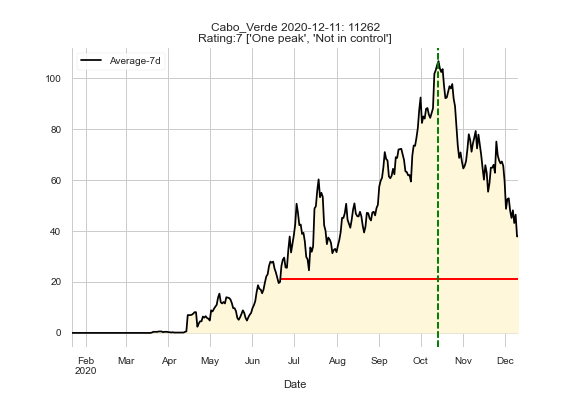 Cabo_Verde 2020-12-11: 11262
Rating:7 ['One peak', 'Not in control']
Average-7d
100
80
60
40
20
0
Feb Mar Apr May Jun Jul Aug Sep Oct Nov Dec
2020
Date